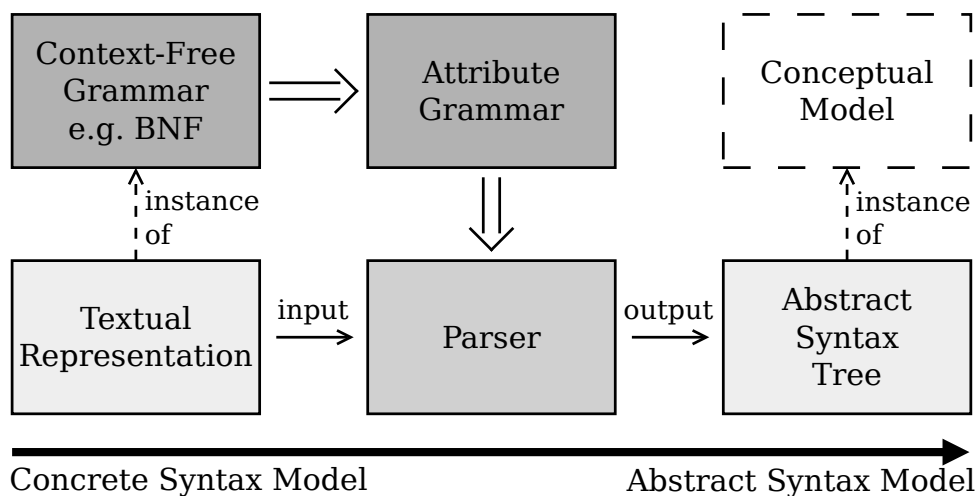 Context-Free
Grammar
e.g. BNF
Attribute
Grammar
Conceptual
Model
instance
of
instance
of
Textual
Representation
input
Parser
output
Abstract
Syntax
Tree
Concrete Syntax Model
Abstract Syntax Model